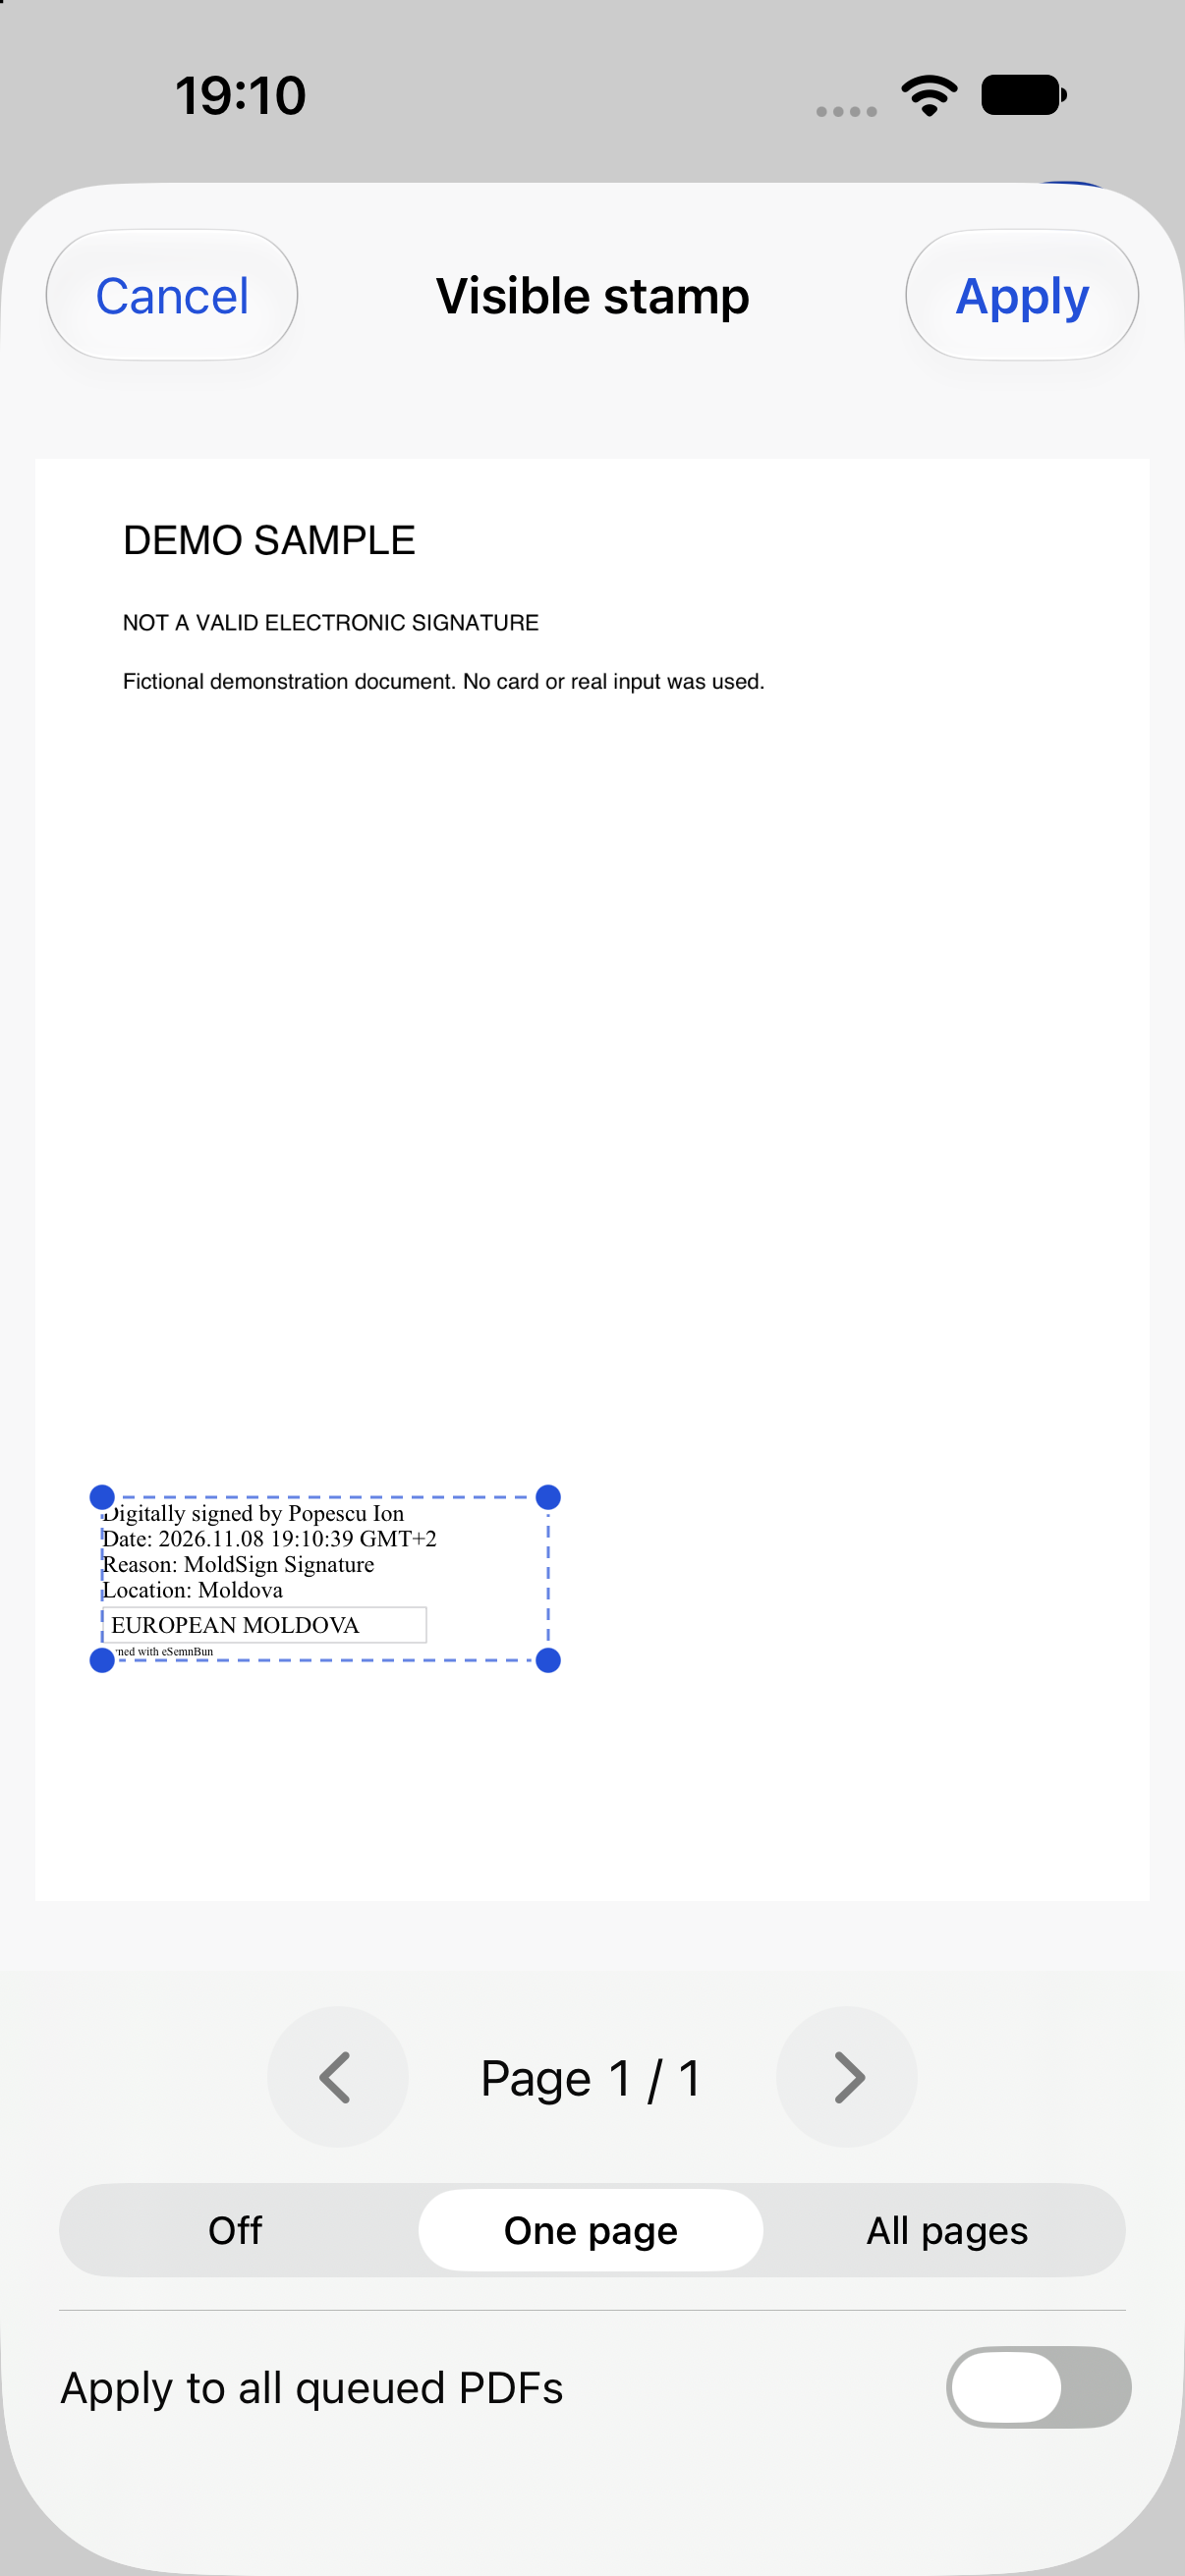 19:10
Cancel
Visible stamp
Apply
DEMO SAMPLE
NOT A VALID ELECTRONIC SIGNATURE
Fictional demonstration document. No card or real input was used.
Digitally signed by Popescu Ion
Date: 2026.11.08 19:10:39 GMT+2
Reason: MoldSign Signature
Location: Moldova
EUROPEAN MOLDOVA
with eSemnBun
Page 1 / 1
Off
One page
All pages
Apply to all queued PDFs